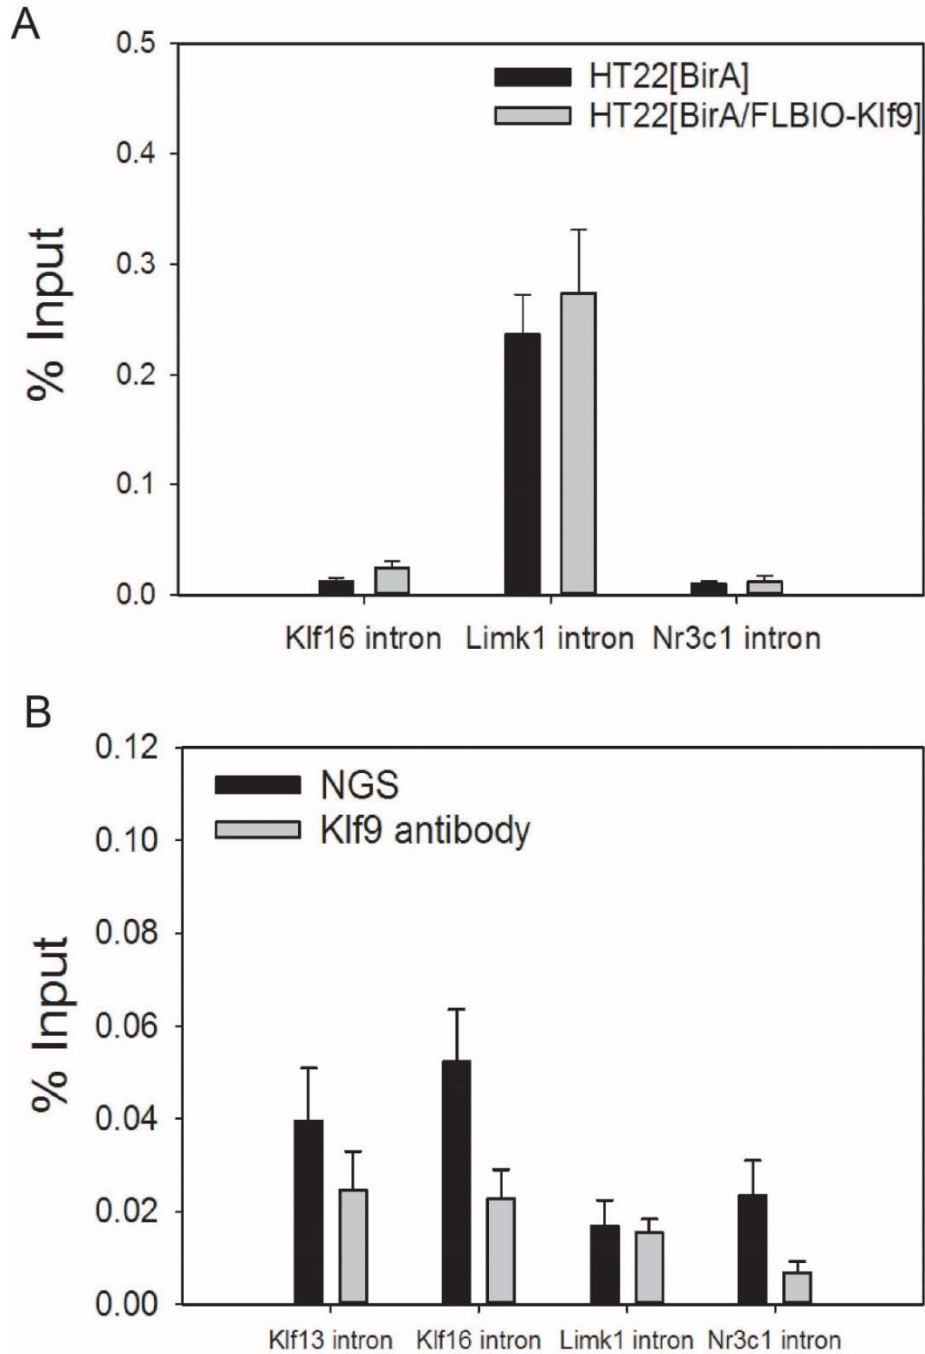 A
0.5
HT22[BirA]
HT22[BirA/FLBIO-Klf9]
0.4
0.3
% Input
0.2
0.1
0.0
Klf16 intron Limk1 intron Nr3c1 intron
B
0.12
NGS
0.10
Klf9 antibody
0.08
% Input
0.06
0.04
0.02
0.00
Klf13 intron Klf16 intron Limk1 intron Nr3c1 intron